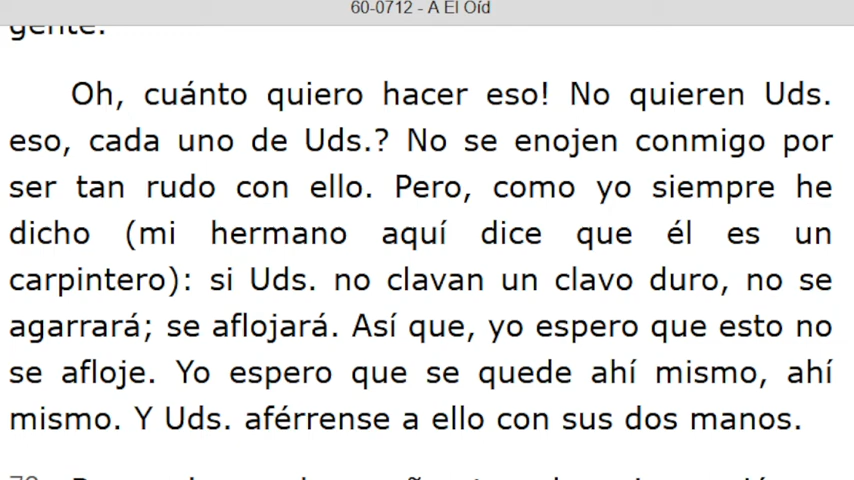 60-0712 - A El Oíd
gente.
Oh, cuánto quiero hacer eso! No quieren Uds.
eso, cada uno de Uds.? No se enojen conmigo por
ser tan rudo con ello. Pero, como yo siempre he
dicho (mi hermano aquí dice que él es un
carpintero): si Uds. no clavan un clavo duro, no se
agarrará; se aflojará. Así que, yo espero que esto no
se afloje. Yo espero que se quede ahí mismo, ahí
mismo. Y Uds. aférrense a ello con sus dos manos.